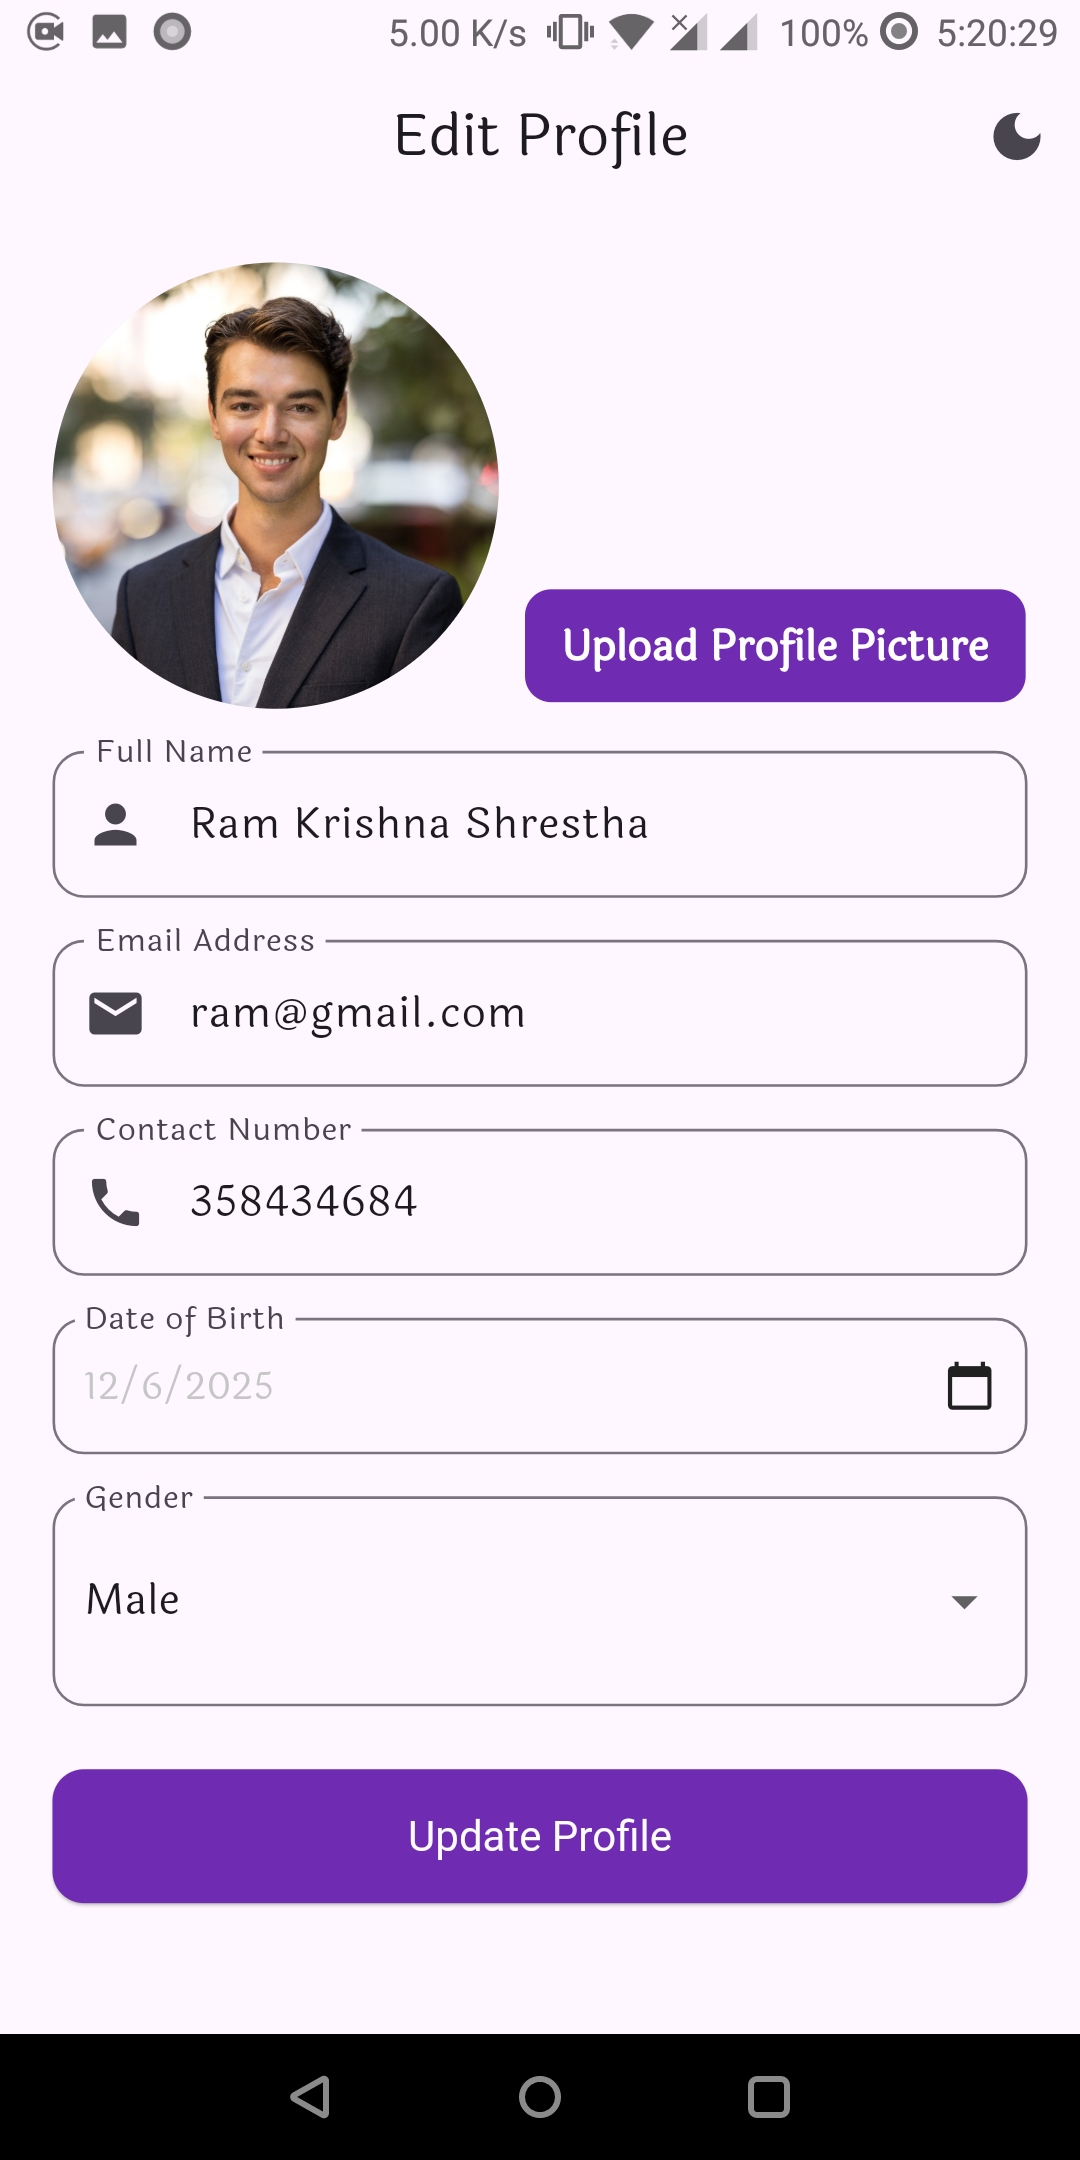 5.00 K/s 100% 5:20:29
Edit Profile
Upload Profile Picture
Full Name
Ram Krishna Shrestha
Email Address
ram@gmail.com
Contact Number
358434684
Date of Birth
12/6/2025
Gender
Male
Update Profile